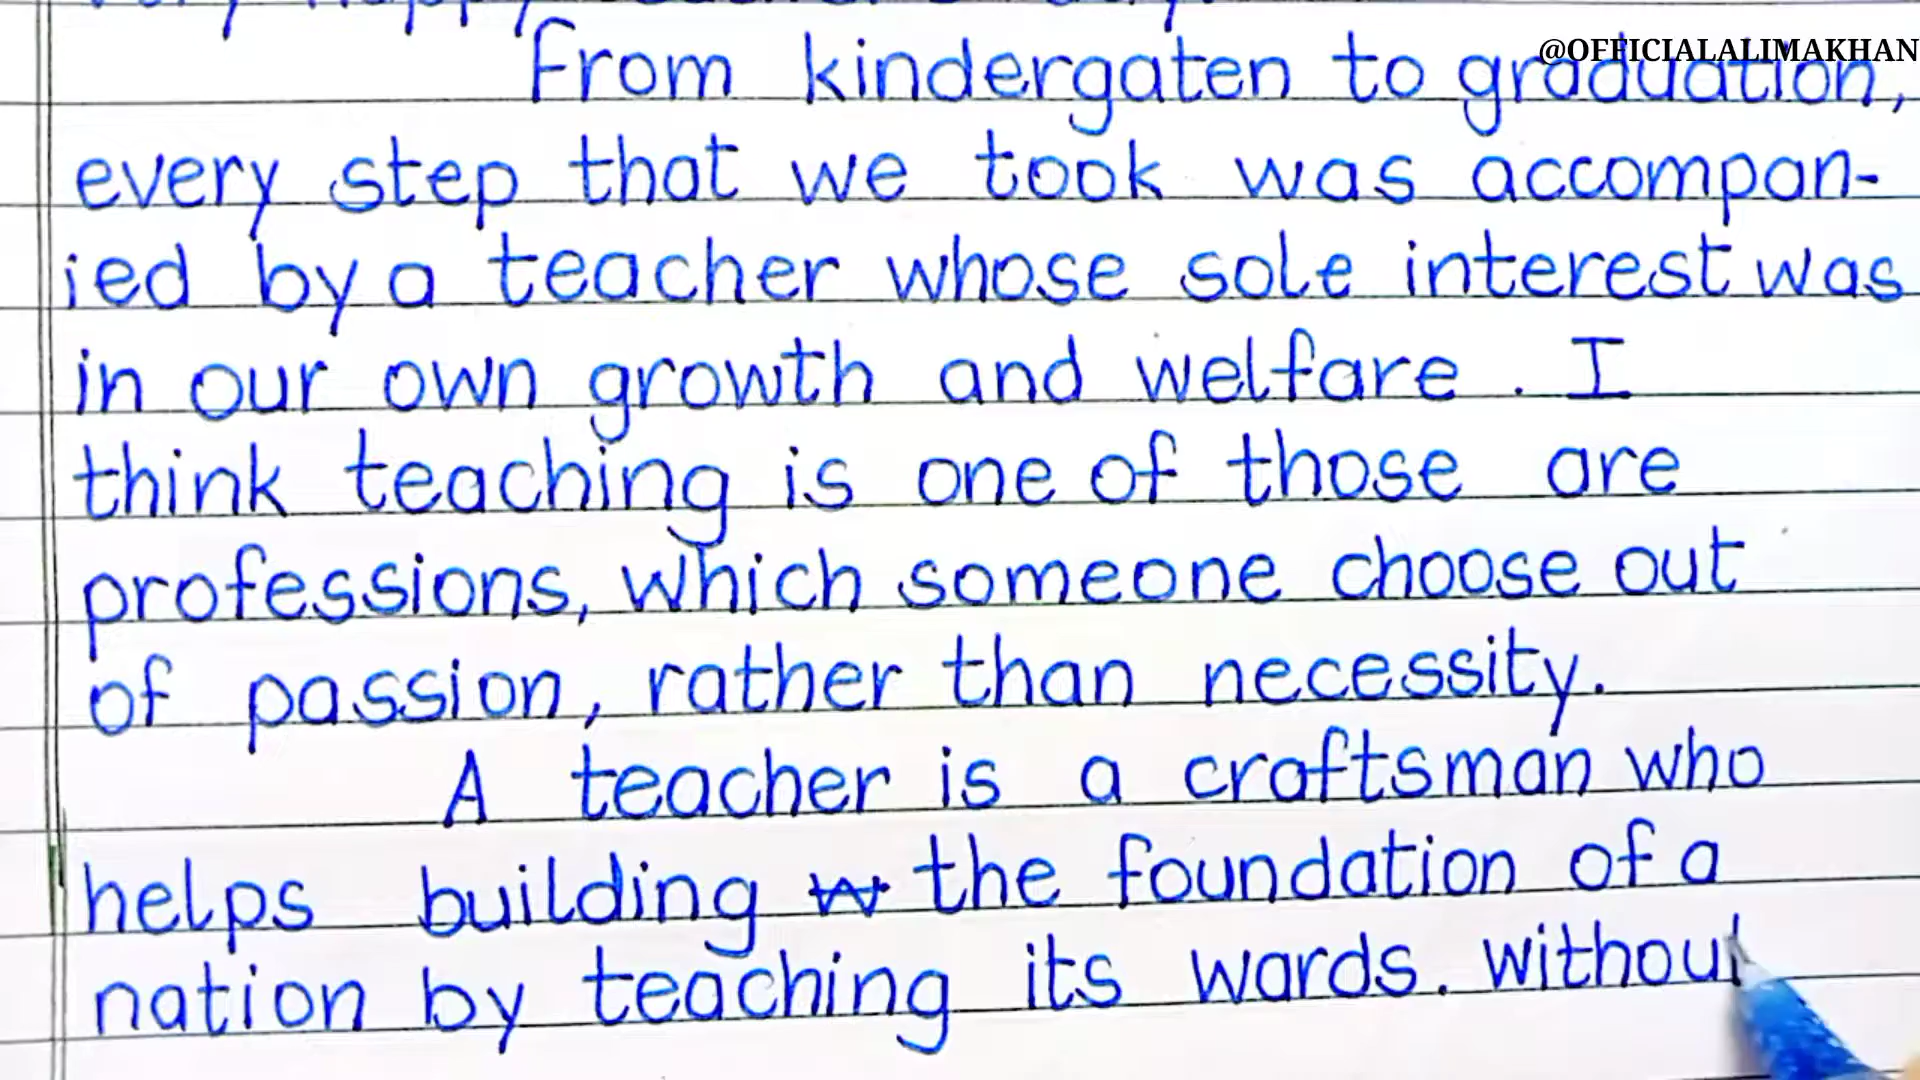 @OFFICIALALIMAKHAN
From kindergaten to graduation,
every step that we took was accompan-
ied by a teacher whose sole interest was
in our own growth and welfare. I
think teaching is one of those are
professions, which someone choose out
of passion, rather than necessity.
A teacher is a craftsman who
helps building the foundation of a
nation by teaching its wards. withou